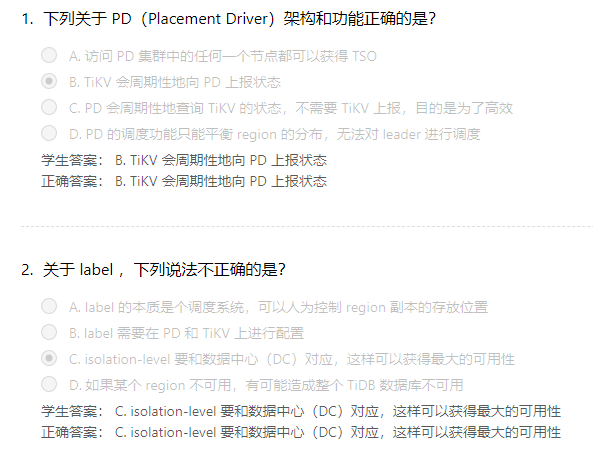 1. 下列关于 PD（Placement Driver）架构和功能正确的是？
A. 访问 PD 集群中的任何一个节点都可以获得 TSO
B. TiKV 会周期性地向 PD 上报状态
C. PD 会周期性地查询 TiKV 的状态，不需要 TiKV 上报，目的是为了高效
D. PD 的调度功能只能平衡 region 的分布，无法对 leader 进行调度
学生答案： B. TiKV 会周期性地向 PD 上报状态
正确答案： B. TiKV 会周期性地向 PD 上报状态
2. 关于 label ，下列说法不正确的是？
A. label 的本质是个调度系统，可以人为控制 region 副本的存放位置
B. label 需要在 PD 和 TiKV 上进行配置
C. isolation-level 要和数据中心（DC）对应，这样可以获得最大的可用性
D. 如果某个 region 不可用，有可能造成整个 TiDB 数据库不可用
学生答案： C. isolation-level 要和数据中心（DC）对应，这样可以获得最大的可用性
正确答案： C. isolation-level 要和数据中心（DC）对应，这样可以获得最大的可用性